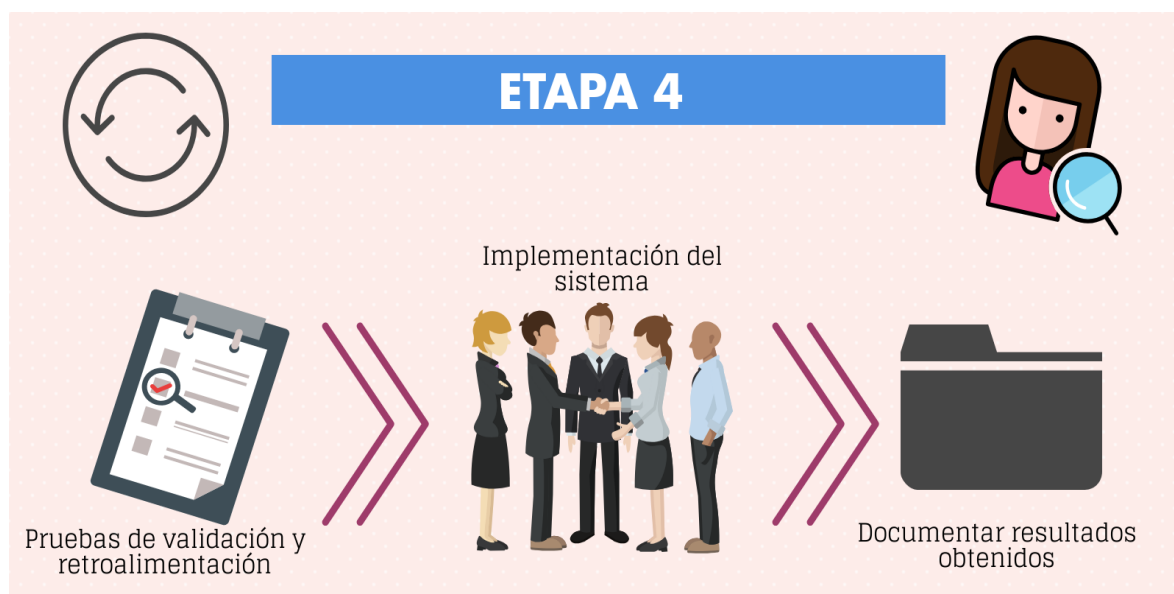 ETAPA 4
Implementación del
sistema
Pruebas de validación y
retroalimentación
Documentar resultados
obtenidos